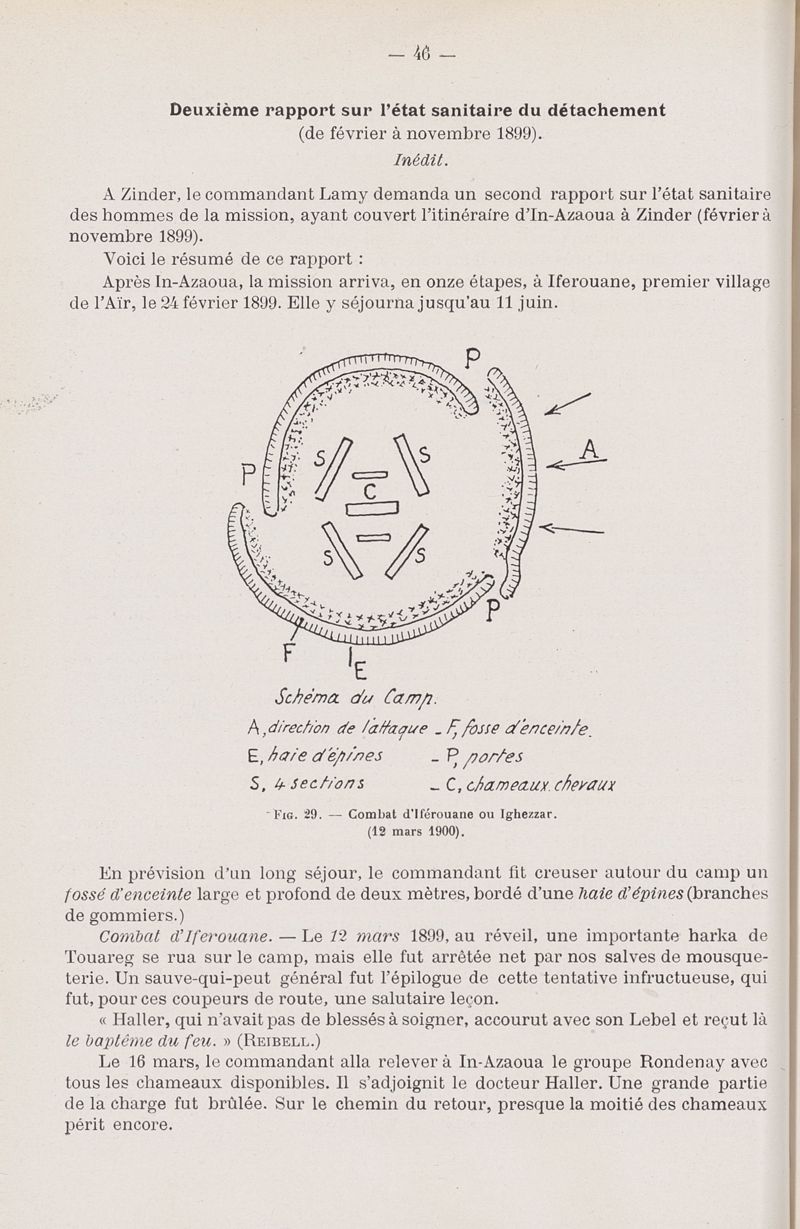 — 46 —
Deuxième rapport sur l'état sanitaire du détachement
(de février à novembre 1899).
Inédit.
A Zinder, le commandant Lamy demanda un second rapport sur l'état sanitaire
des hommes de la mission, ayant couvert l'itinéraire d'In-Azaoua à Zinder (février à
novembre 1899).
Voici le résumé de ce rapport :
Après In-Azaoua, la mission arriva, en onze étapes, à Iferouane, premier village
de l'Aïr, le 24 février 1899. Elle y séjourna jusqu'au 11 juin.
P
A
S S
P C
S S
P
F
E
Schéma du Camp.
A, direction de l'attaque - F, fosse d'enceinte.
E, haie d'épines - P, portes
S, 4 sections - C, chameaux. chevaux
FIG. 29. — Combat d'Iférouane ou Ighezzar.
(12 mars 1900).
En prévision d'un long séjour, le commandant fit creuser autour du camp un
fossé d'enceinte large et profond de deux mètres, bordé d'une haie d'épines (branches
de gommiers.)
Combat d'Iferouane. — Le 12 mars 1899, au réveil, une importante harka de
Touareg se rua sur le camp, mais elle fut arrêtée net par nos salves de mousque-
terie. Un sauve-qui-peut général fut l'épilogue de cette tentative infructueuse, qui
fut, pour ces coupeurs de route, une salutaire leçon.
« Haller, qui n'avait pas de blessés à soigner, accourut avec son Lebel et reçut là
le baptême du feu. » (REIBELL.)
Le 16 mars, le commandant alla relever à In-Azaoua le groupe Rondenay avec
tous les chameaux disponibles. Il s'adjoignit le docteur Haller. Une grande partie
de la charge fut brûlée. Sur le chemin du retour, presque la moitié des chameaux
périt encore.